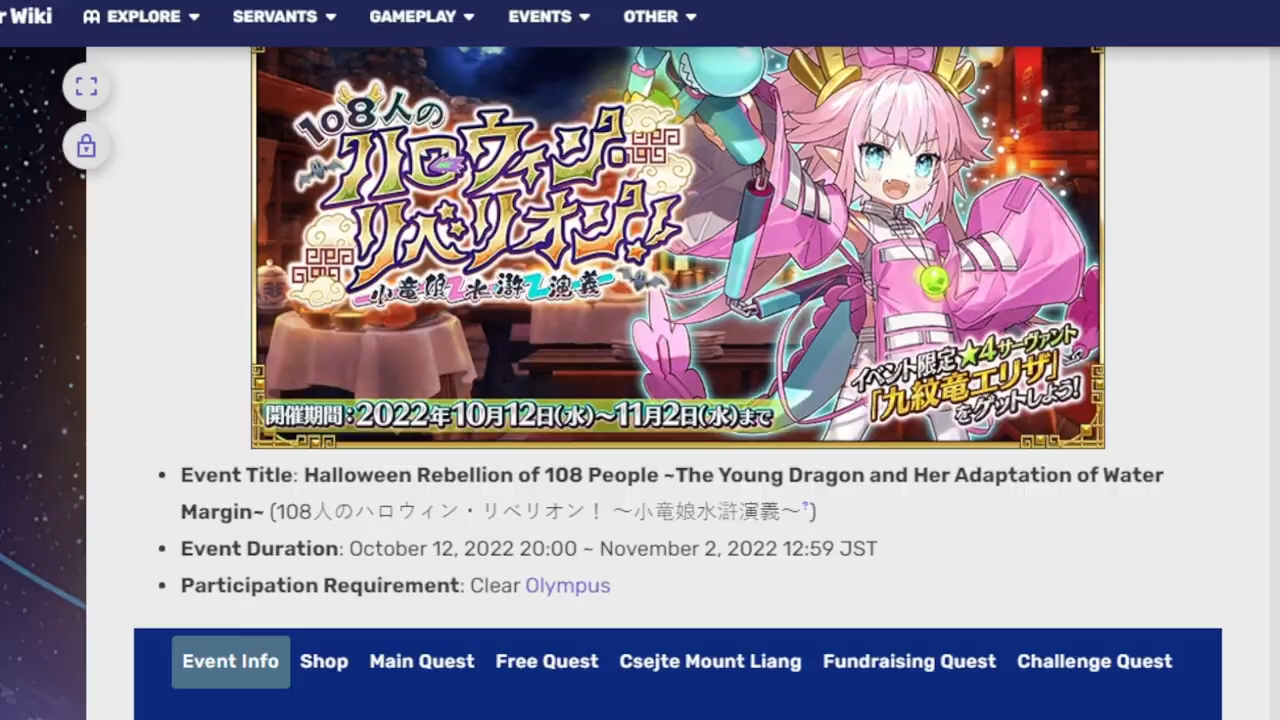 r Wiki EXPLORE SERVANTS GAMEPLAY EVENTS OTHER
108人の
ハロウィン・
リベリオン！
～小竜娘乙水滸乙演義～
イベント限定★4サーヴァント
「九紋竜エリザ」
をゲットしよう！
開催期間：2022年10月12日(水)～11月2日(水)まで
• Event Title: Halloween Rebellion of 108 People ~The Young Dragon and Her Adaptation of Water
Margin~ (108人のハロウィン・リベリオン！ ～小竜娘水滸演義～?)
• Event Duration: October 12, 2022 20:00 ~ November 2, 2022 12:59 JST
• Participation Requirement: Clear Olympus
Event Info Shop Main Quest Free Quest Csejte Mount Liang Fundraising Quest Challenge Quest